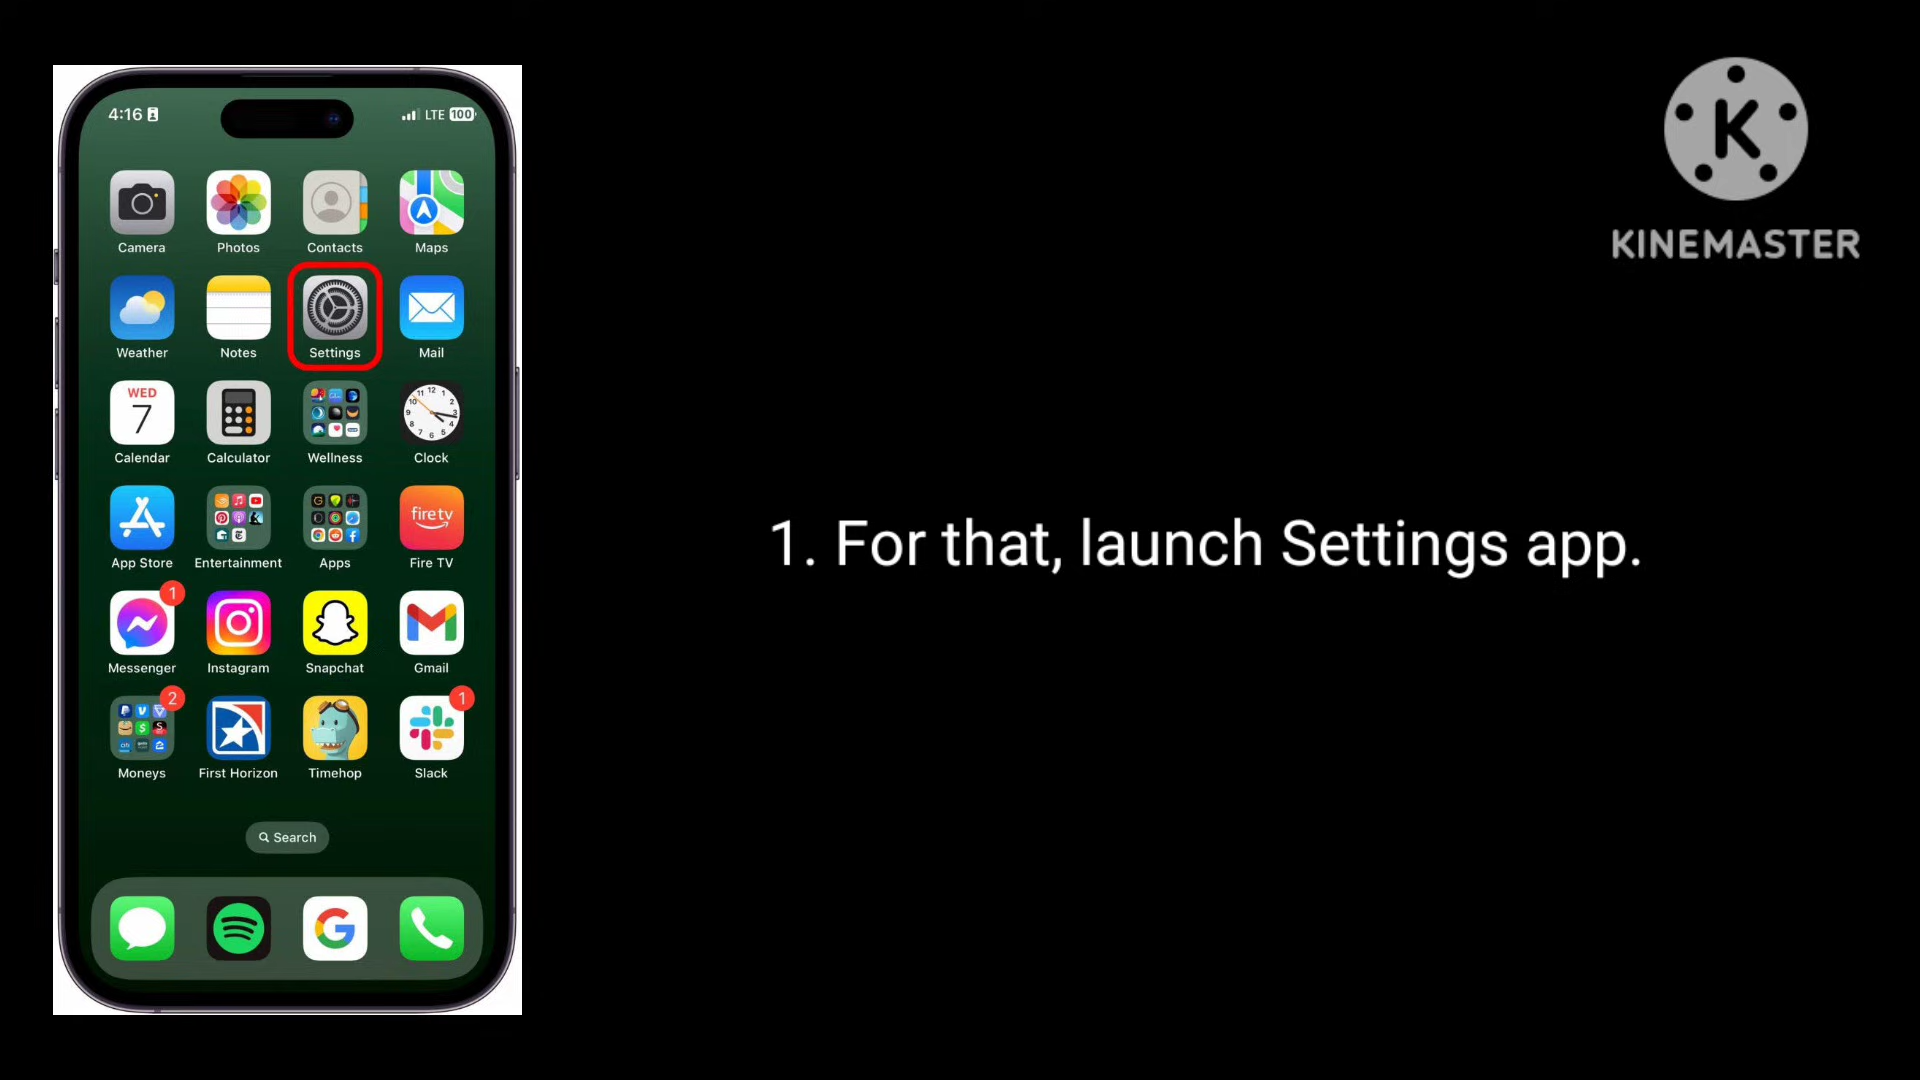 4:16
LTE 100
Camera
Photos
Contacts
Maps
Weather
Notes
Settings
Mail
WED
7
Calendar
Calculator
Wellness
Clock
App Store
Entertainment
Apps
fire tv
Fire TV
1
Messenger
Instagram
Snapchat
Gmail
2
Moneys
First Horizon
Timehop
1
Slack
Search
1. For that, launch Settings app.
K
KINEMASTER